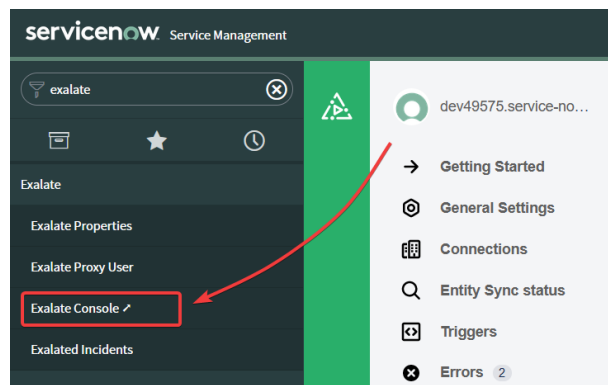 servicenow Service Management
exalate
Exalate
Exalate Properties
Exalate Proxy User
Exalate Console ➚
Exalated Incidents
dev49575.service-no...
Getting Started
General Settings
Connections
Entity Sync status
Triggers
Errors 2